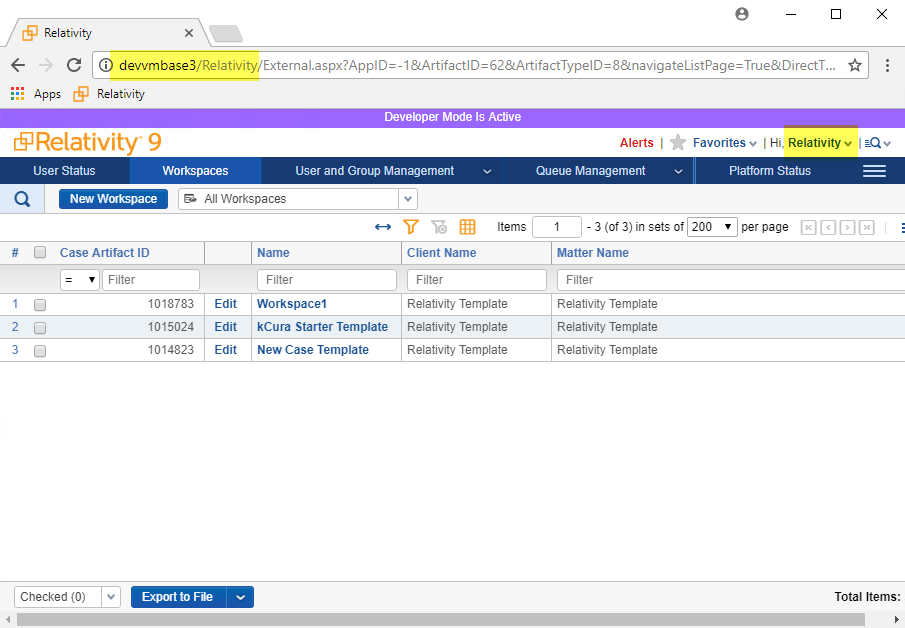 Relativity
devvmbase3/Relativity/External.aspx?AppID=-1&ArtifactID=62&ArtifactTypeID=8&navigateListPage=True&DirectT...
Apps Relativity
Developer Mode Is Active
Relativity 9 Alerts | Favorites | Hi, Relativity |
User Status Workspaces User and Group Management Queue Management Platform Status
New Workspace All Workspaces
Items 1 - 3 (of 3) in sets of 200 per page
# Case Artifact ID Name Client Name Matter Name
= Filter Filter Filter Filter
1 1018783 Edit Workspace1 Relativity Template Relativity Template
2 1015024 Edit kCura Starter Template Relativity Template Relativity Template
3 1014823 Edit New Case Template Relativity Template Relativity Template
Checked (0) Export to File Total Items: